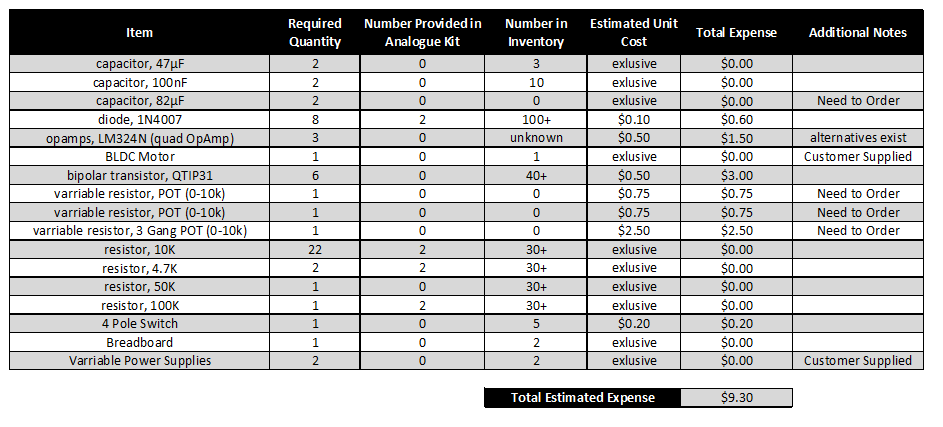 Item Required Quantity Number Provided in Analogue Kit Number in Inventory Estimated Unit Cost Total Expense Additional Notes
capacitor, 47µF 2 0 3 exlusive $0.00
capacitor, 100nF 2 0 10 exlusive $0.00
capacitor, 82µF 2 0 0 exlusive $0.00 Need to Order
diode, 1N4007 8 2 100+ $0.10 $0.60
opamps, LM324N (quad OpAmp) 3 0 unknown $0.50 $1.50 alternatives exist
BLDC Motor 1 0 1 exlusive $0.00 Customer Supplied
bipolar transistor, QTIP31 6 0 40+ $0.50 $3.00
varriable resistor, POT (0-10k) 1 0 0 $0.75 $0.75 Need to Order
varriable resistor, POT (0-10k) 1 0 0 $0.75 $0.75 Need to Order
varriable resistor, 3 Gang POT (0-10k) 1 0 0 $2.50 $2.50 Need to Order
resistor, 10K 22 2 30+ exlusive $0.00
resistor, 4.7K 2 2 30+ exlusive $0.00
resistor, 50K 1 0 30+ exlusive $0.00
resistor, 100K 1 2 30+ exlusive $0.00
4 Pole Switch 1 0 5 $0.20 $0.20
Breadboard 1 0 2 exlusive $0.00
Varriable Power Supplies 2 0 2 exlusive $0.00 Customer Supplied
Total Estimated Expense $9.30